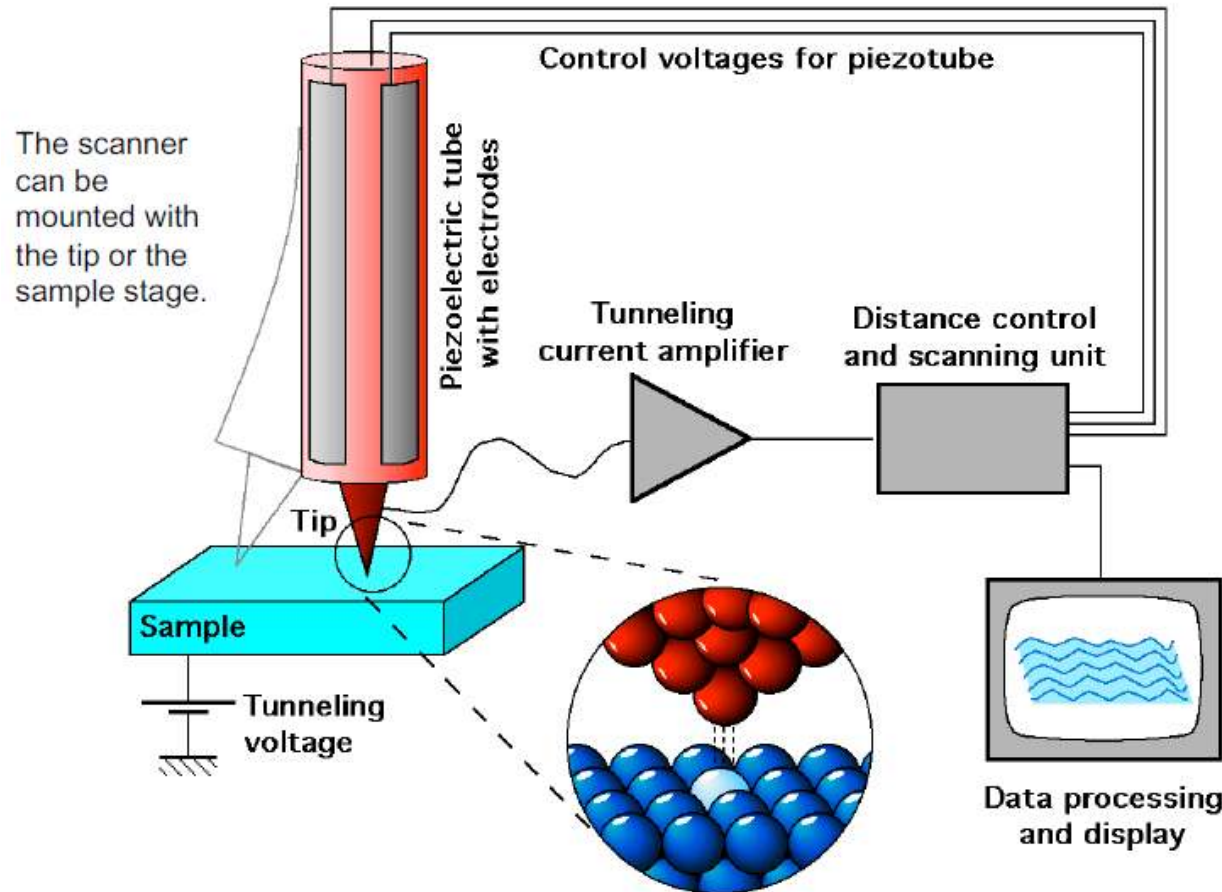 Control voltages for piezotube
The scanner
can be
mounted with
the tip or the
sample stage.
Piezoelectric tube
with electrodes
Tunneling
current amplifier
Distance control
and scanning unit
Tip
Sample
Tunneling
voltage
Data processing
and display